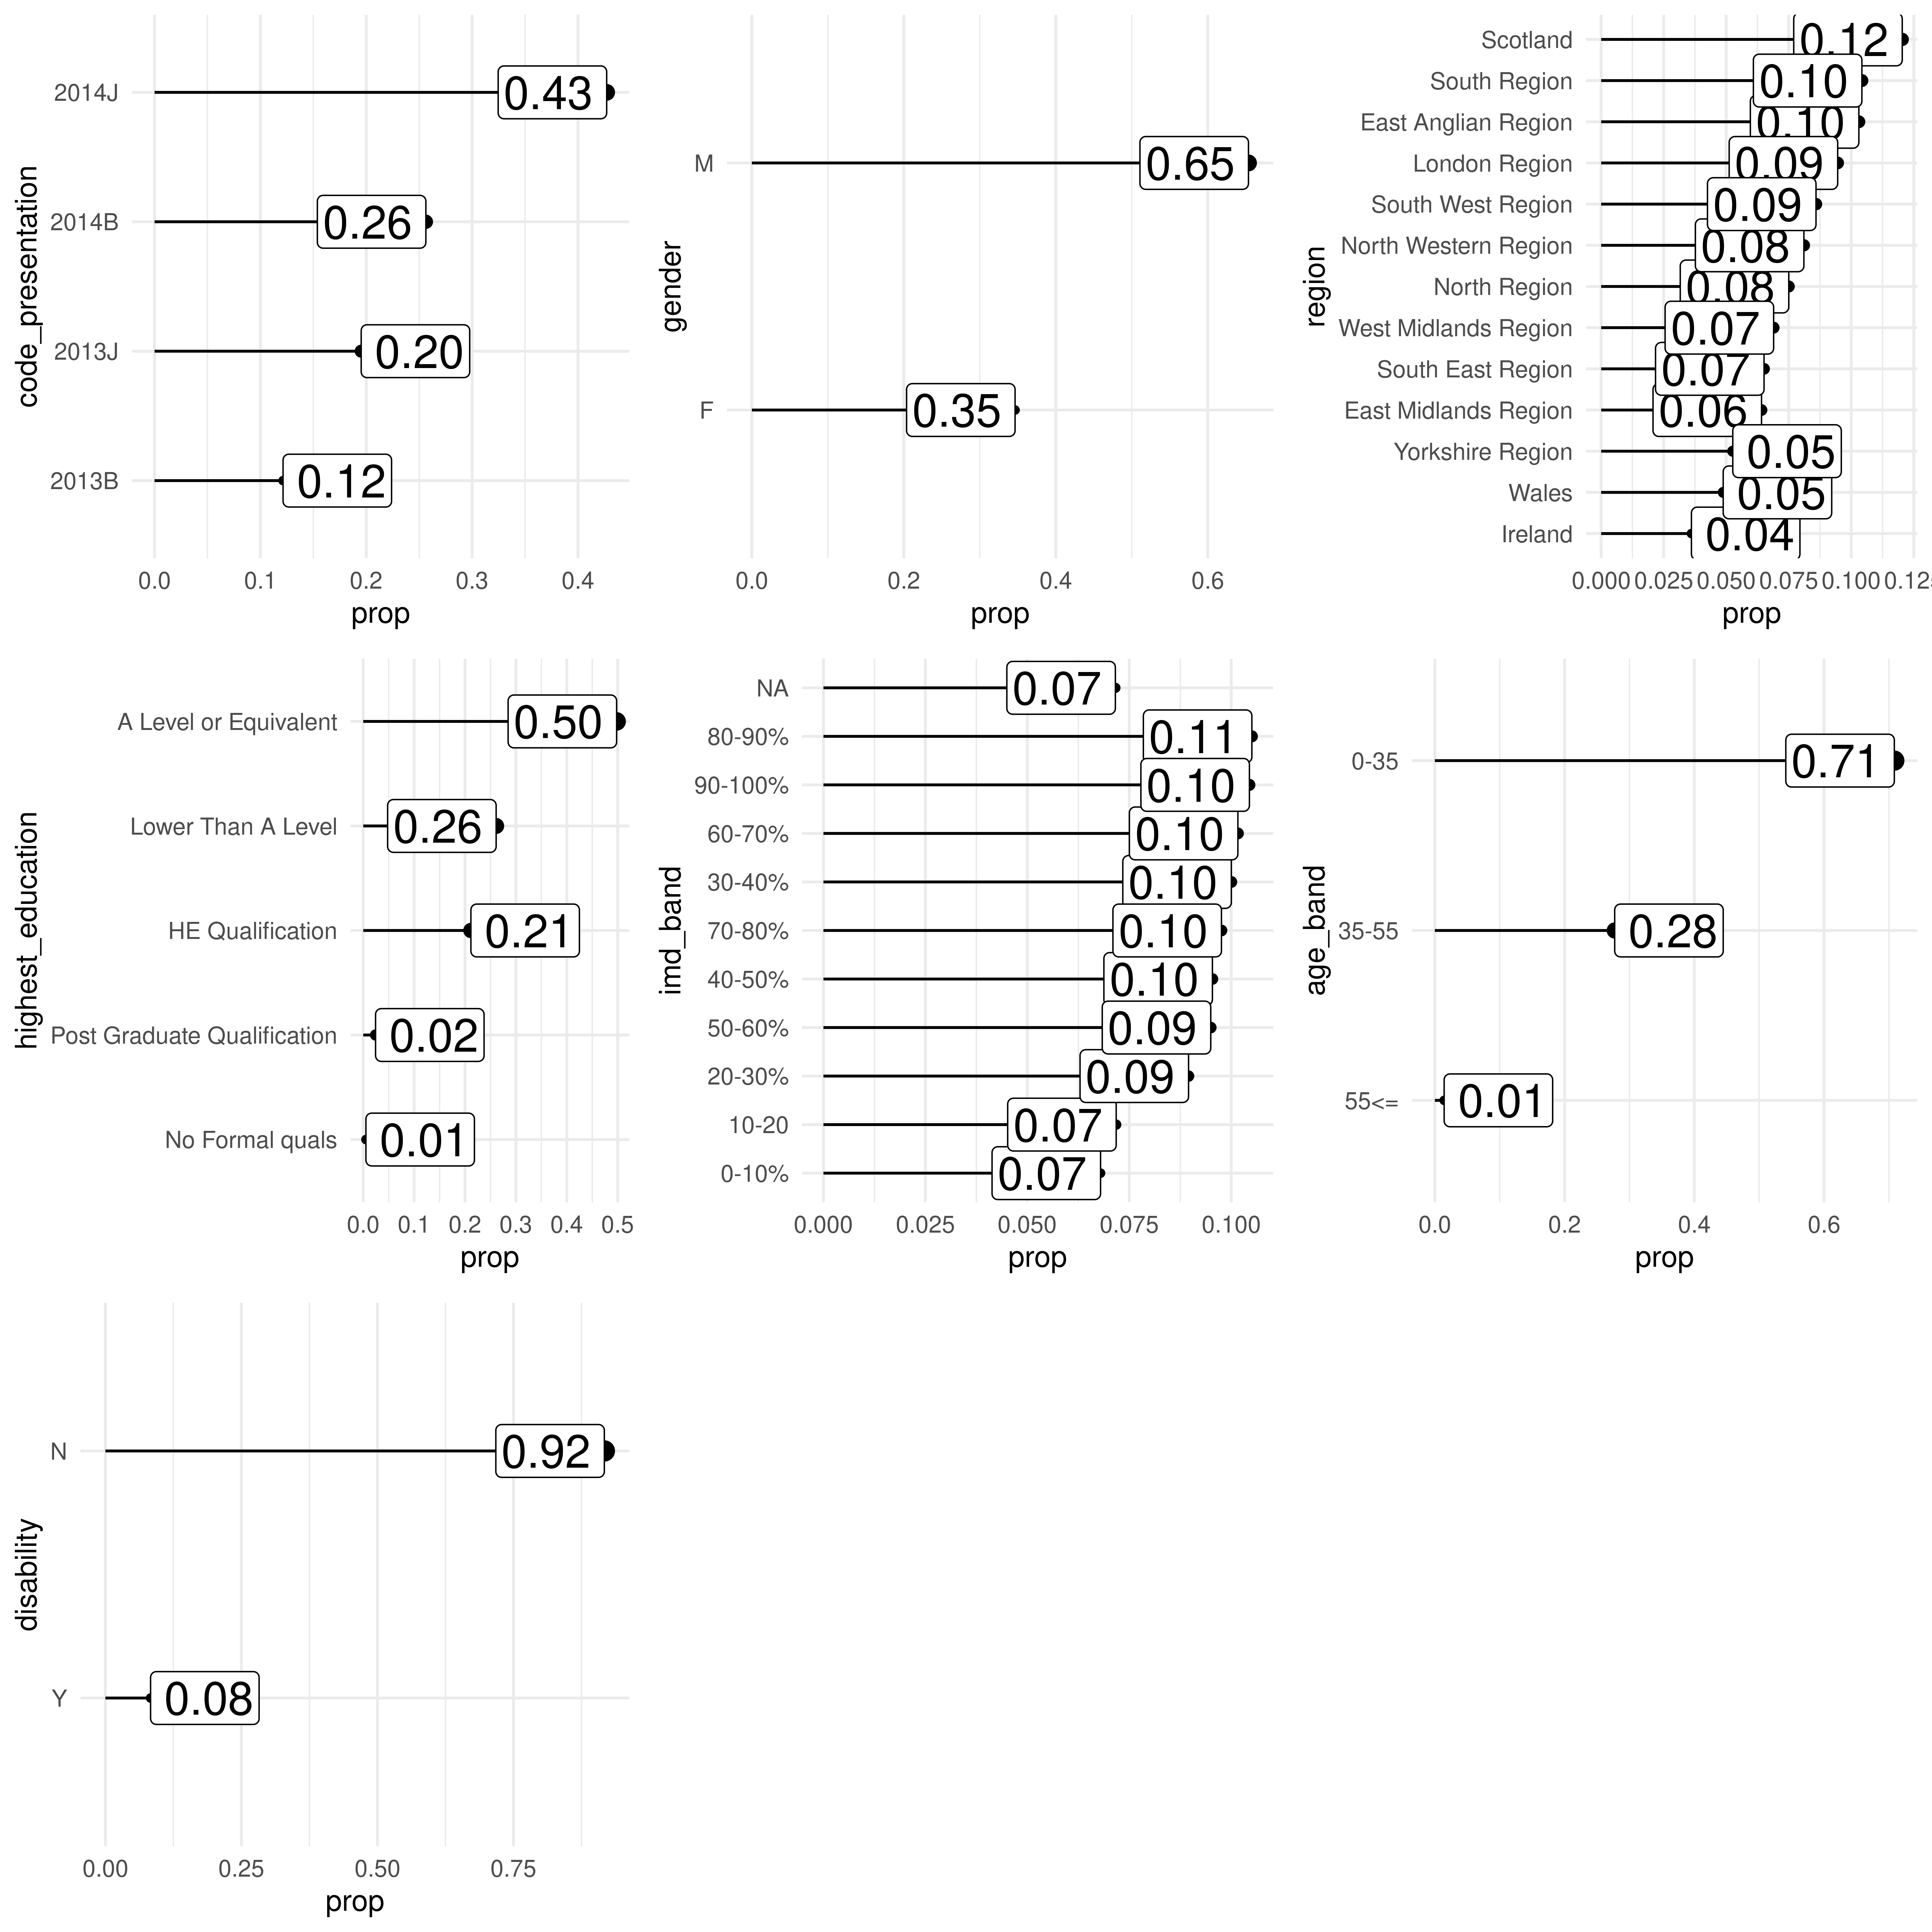 code_presentation
2014J
0.43
2014B
0.26
2013J
0.20
2013B
0.12
0.0 0.1 0.2 0.3 0.4
prop
gender
M
0.65
F
0.35
0.0 0.2 0.4 0.6
prop
region
Scotland
0.12
South Region
0.10
East Anglian Region
0.10
London Region
0.09
South West Region
0.09
North Western Region
0.08
North Region
0.08
West Midlands Region
0.07
South East Region
0.07
East Midlands Region
0.06
Yorkshire Region
0.05
Wales
0.05
Ireland
0.04
0.000 0.025 0.050 0.075 0.100 0.12
prop
highest_education
A Level or Equivalent
0.50
Lower Than A Level
0.26
HE Qualification
0.21
Post Graduate Qualification
0.02
No Formal quals
0.01
0.0 0.1 0.2 0.3 0.4 0.5
prop
imd_band
NA
0.07
80-90%
0.11
90-100%
0.10
60-70%
0.10
30-40%
0.10
70-80%
0.10
40-50%
0.10
50-60%
0.09
20-30%
0.09
10-20
0.07
0-10%
0.07
0.000 0.025 0.050 0.075 0.100
prop
age_band
0-35
0.71
35-55
0.28
55<=
0.01
0.0 0.2 0.4 0.6
prop
disability
N
0.92
Y
0.08
0.00 0.25 0.50 0.75
prop